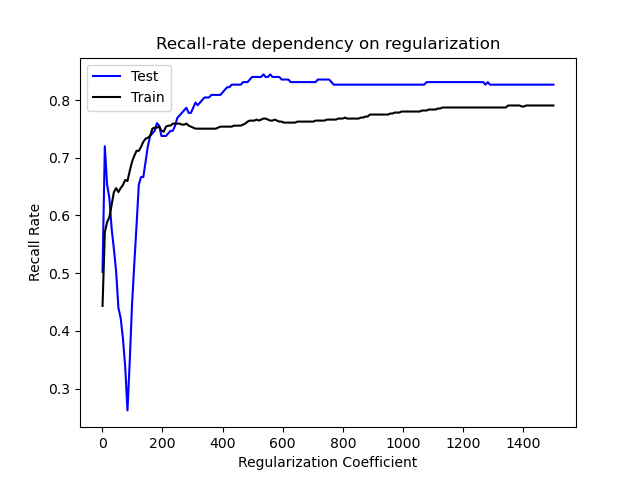 Recall-rate dependency on regularization
Test
Train
Recall Rate
0.8
0.7
0.6
0.5
0.4
0.3
0 200 400 600 800 1000 1200 1400
Regularization Coefficient